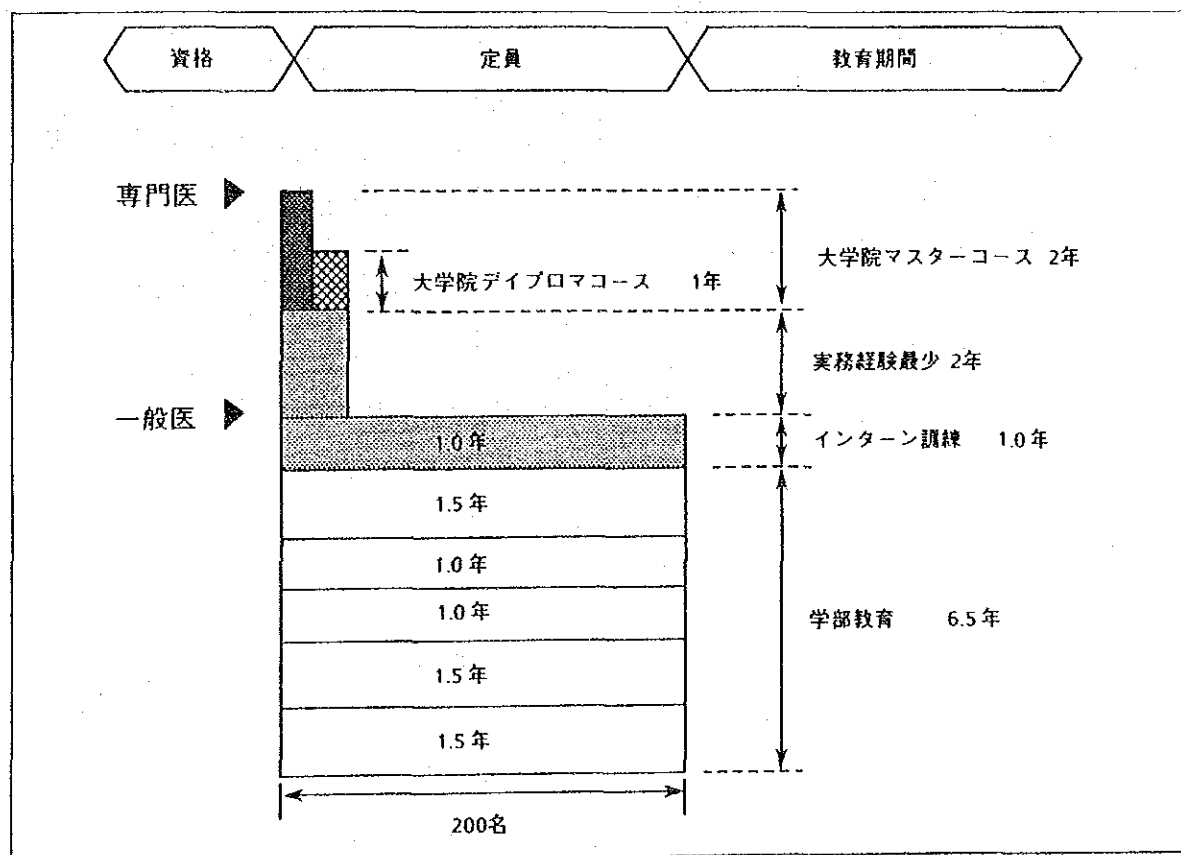 資格
定員
教育期間
専門医
大学院マスターコース 2年
大学院デイプロマコース 1年
実務経験最少 2年
一般医
1.0年
インターン訓練 1.0年
1.5年
1.0年
1.0年
学部教育 6.5年
1.5年
1.5年
200名